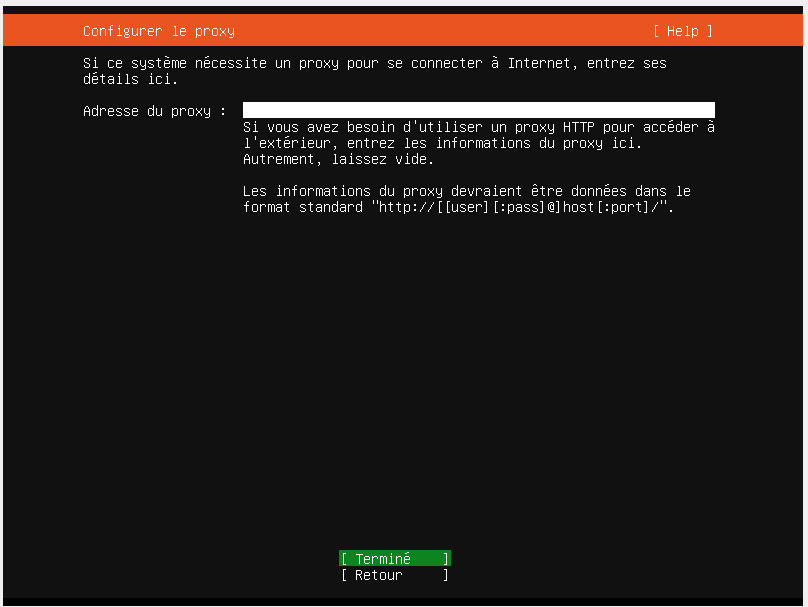 Configurer le proxy [ Help ]
Si ce système nécessite un proxy pour se connecter à Internet, entrez ses
détails ici.
Adresse du proxy :
Si vous avez besoin d'utiliser un proxy HTTP pour accéder à
l'extérieur, entrez les informations du proxy ici.
Autrement, laissez vide.
Les informations du proxy devraient être données dans le
format standard "http://[[user][:pass]@]host[:port]/".
[ Terminé ]
[ Retour ]